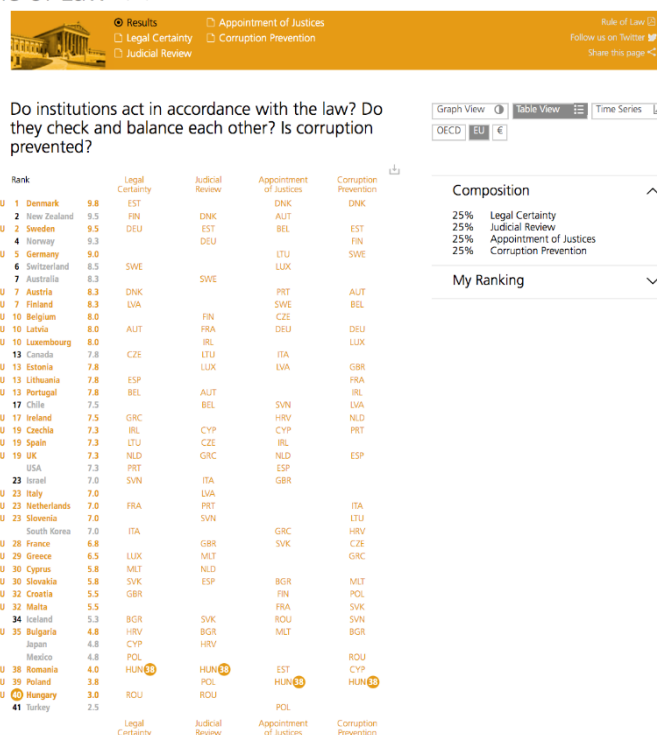 Results
Appointment of Justices
Legal Certainty
Corruption Prevention
Judicial Review
Rule of Law
Follow us on Twitter
Share this page
Do institutions act in accordance with the law? Do
they check and balance each other? Is corruption
prevented?
Graph View Table View Time Series
OECD EU €
Composition
25% Legal Certainty
25% Judicial Review
25% Appointment of Justices
25% Corruption Prevention
My Ranking
Rank Legal Certainty Judicial Review Appointment of Justices Corruption Prevention
U 1 Denmark 9.8 EST DNK DNK
2 New Zealand 9.5 FIN DNK AUT
U 2 Sweden 9.5 DEU EST BEL EST
4 Norway 9.3 DEU FIN
U 5 Germany 9.0 LTU SWE
6 Switzerland 8.5 SWE LUX
7 Australia 8.3 SWE
U 7 Austria 8.3 DNK PRT AUT
U 7 Finland 8.3 LVA SWE BEL
U 10 Belgium 8.0 FIN CZE
U 10 Latvia 8.0 AUT FRA DEU DEU
U 10 Luxembourg 8.0 IRL LUX
13 Canada 7.8 CZE LTU ITA
U 13 Estonia 7.8 LUX LVA GBR
U 13 Lithuania 7.8 ESP FRA
U 13 Portugal 7.8 BEL AUT IRL
17 Chile 7.5 BEL SVN LVA
U 17 Ireland 7.5 GRC HRV NLD
U 19 Czechia 7.3 IRL CYP CYP PRT
U 19 Spain 7.3 LTU CZE IRL
U 19 UK 7.3 NLD GRC NLD ESP
USA 7.3 PRT ESP
23 Israel 7.0 SVN ITA GBR
U 23 Italy 7.0 LVA
U 23 Netherlands 7.0 FRA PRT ITA
U 23 Slovenia 7.0 SVN LTU
South Korea 7.0 ITA GRC HRV
U 28 France 6.8 GBR SVK CZE
U 29 Greece 6.5 LUX MLT GRC
U 30 Cyprus 5.8 MLT NLD
U 30 Slovakia 5.8 SVK ESP BGR MLT
U 32 Croatia 5.5 GBR FIN POL
U 32 Malta 5.5 FRA SVK
34 Iceland 5.3 BGR SVK ROU SVN
U 35 Bulgaria 4.8 HRV BGR MLT BGR
Japan 4.8 CYP HRV
Mexico 4.8 POL ROU
U 38 Romania 4.0 HUN 38 HUN 38 EST CYP
U 39 Poland 3.8 POL HUN 38 HUN 38
U 40 Hungary 3.0 ROU ROU
41 Turkey 2.5 POL
Legal Certainty Judicial Review Appointment of Justices Corruption Prevention